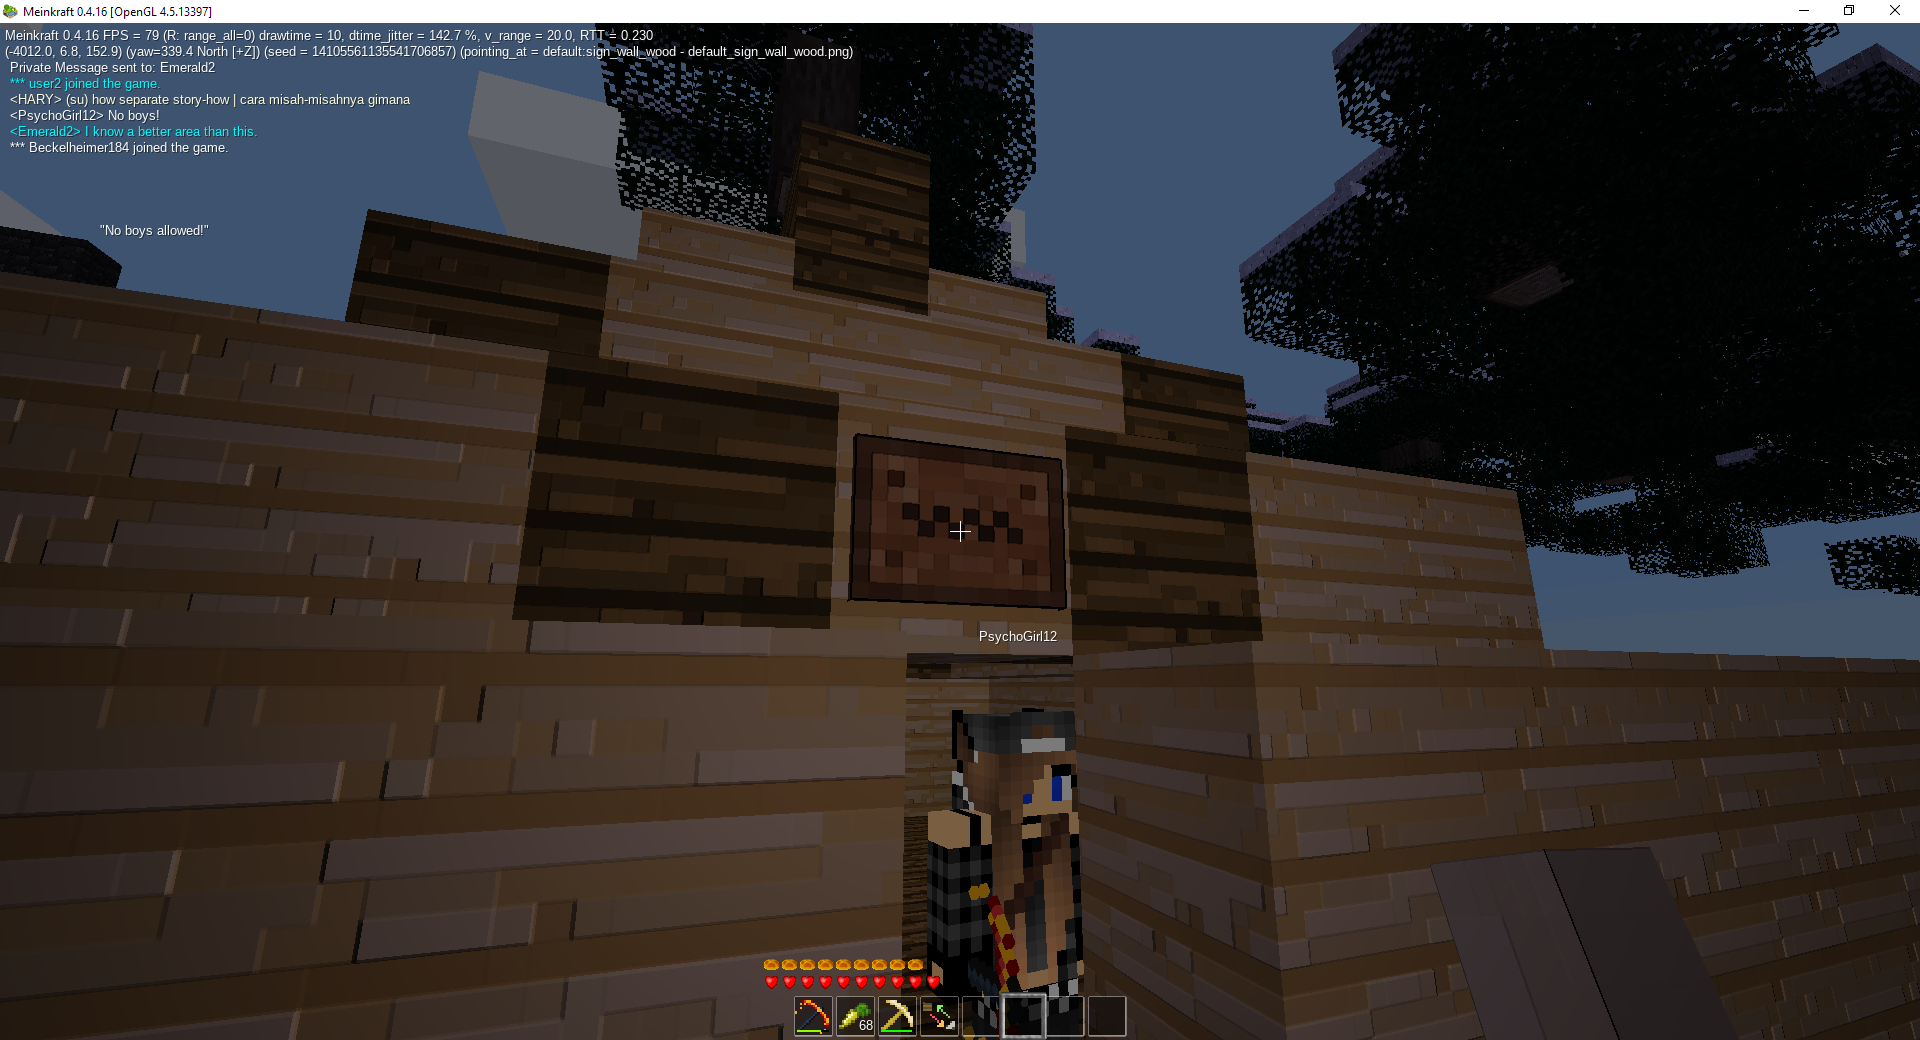 Meinkraft 0.4.16 [OpenGL 4.5.13397]
Meinkraft 0.4.16 FPS = 79 (R: range_all=0) drawtime = 10, dtime_jitter = 142.7 %, v_range = 20.0, RTT = 0.230
(-4012.0, 6.8, 152.9) (yaw=339.4 North [+Z]) (seed = 14105561135541706857) (pointing_at = default:sign_wall_wood - default_sign_wall_wood.png)
Private Message sent to: Emerald2
*** user2 joined the game.
<HARY> (su) how separate story-how | cara misah-misahnya gimana
<PsychoGirl12> No boys!
<Emerald2> I know a better area than this.
*** Beckelheimer184 joined the game.
"No boys allowed!"
PsychoGirl12
68